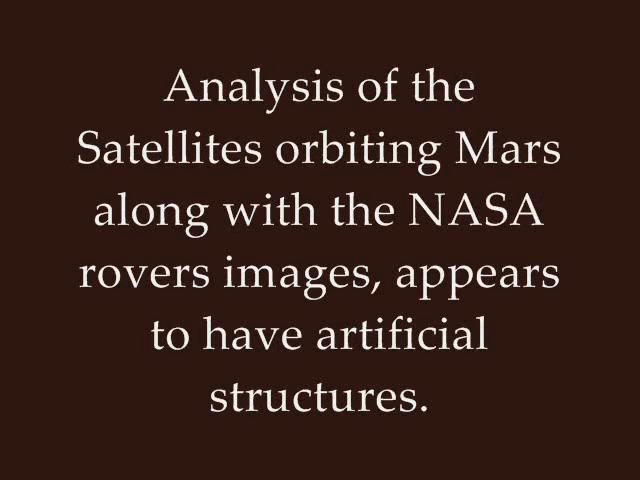 Analysis of the
Satellites orbiting Mars
along with the NASA
rovers images, appears
to have artificial
structures.